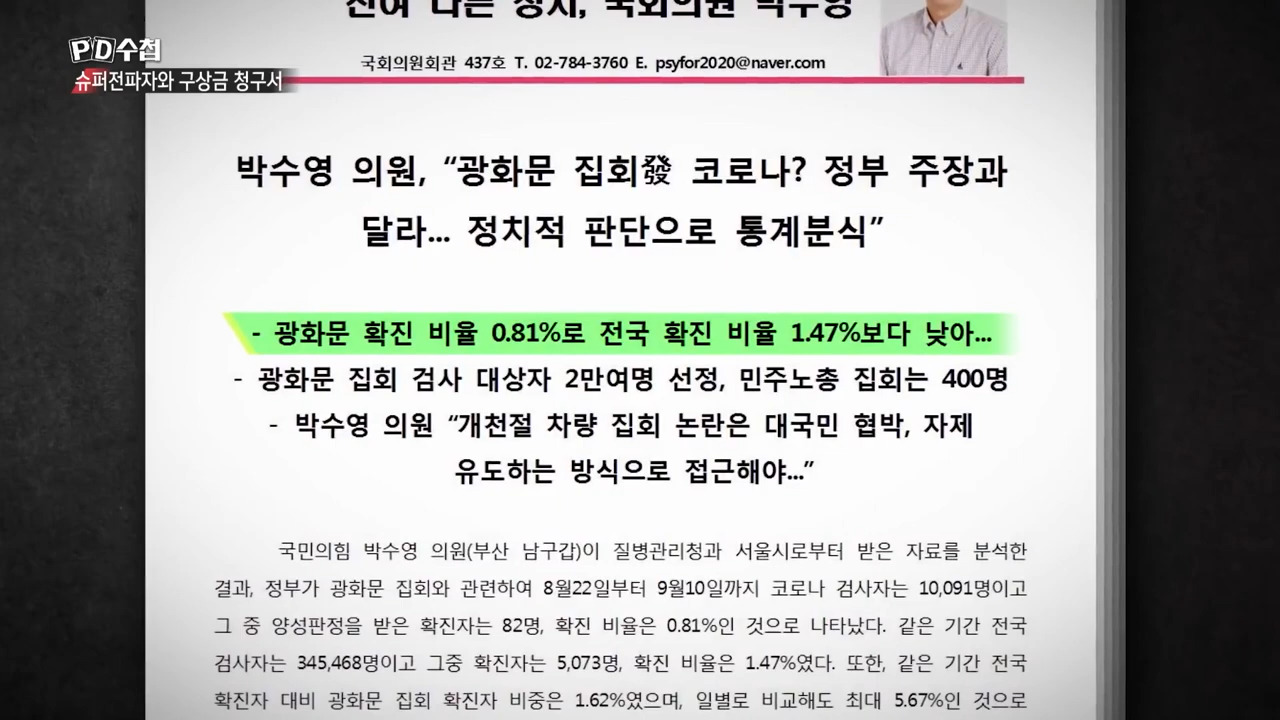 진여 다른 정치, 국회의원 박수영
PD수첩
국회의원회관 437호 T. 02-784-3760 E. psyfor2020@naver.com
슈퍼전파자와 구상금 청구서
박수영 의원, “광화문 집회發 코로나? 정부 주장과
달라... 정치적 판단으로 통계분식”
- 광화문 확진 비율 0.81%로 전국 확진 비율 1.47%보다 낮아...
- 광화문 집회 검사 대상자 2만여명 선정, 민주노총 집회는 400명
- 박수영 의원 “개천절 차량 집회 논란은 대국민 협박, 자제
유도하는 방식으로 접근해야...”
국민의힘 박수영 의원(부산 남구갑)이 질병관리청과 서울시로부터 받은 자료를 분석한
결과, 정부가 광화문 집회와 관련하여 8월22일부터 9월10일까지 코로나 검사자는 10,091명이고
그 중 양성판정을 받은 확진자는 82명, 확진 비율은 0.81%인 것으로 나타났다. 같은 기간 전국
검사자는 345,468명이고 그중 확진자는 5,073명, 확진 비율은 1.47%였다. 또한, 같은 기간 전국
확진자 대비 광화문 집회 확진자 비중은 1.62%였으며, 일별로 비교해도 최대 5.67%인 것으로